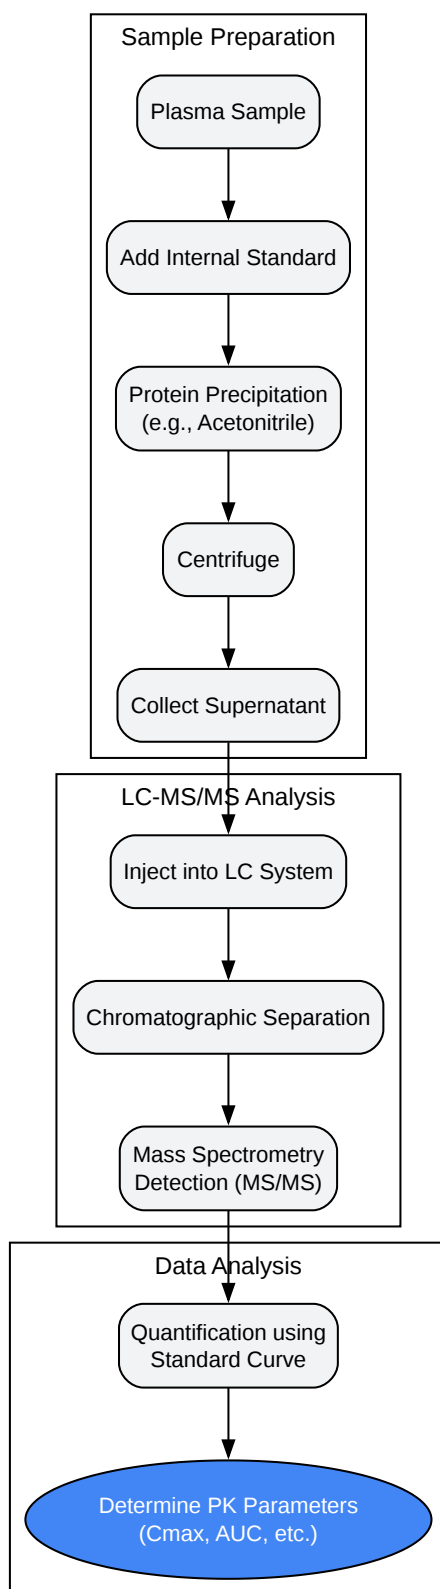 Sample Preparation
Plasma Sample
Add Internal Standard
Protein Precipitation
(e.g., Acetonitrile)
Centrifuge
Collect Supernatant
LC-MS/MS Analysis
Inject into LC System
Chromatographic Separation
Mass Spectrometry
Detection (MS/MS)
Data Analysis
Quantification using
Standard Curve
Determine PK Parameters
(Cmax, AUC, etc.)